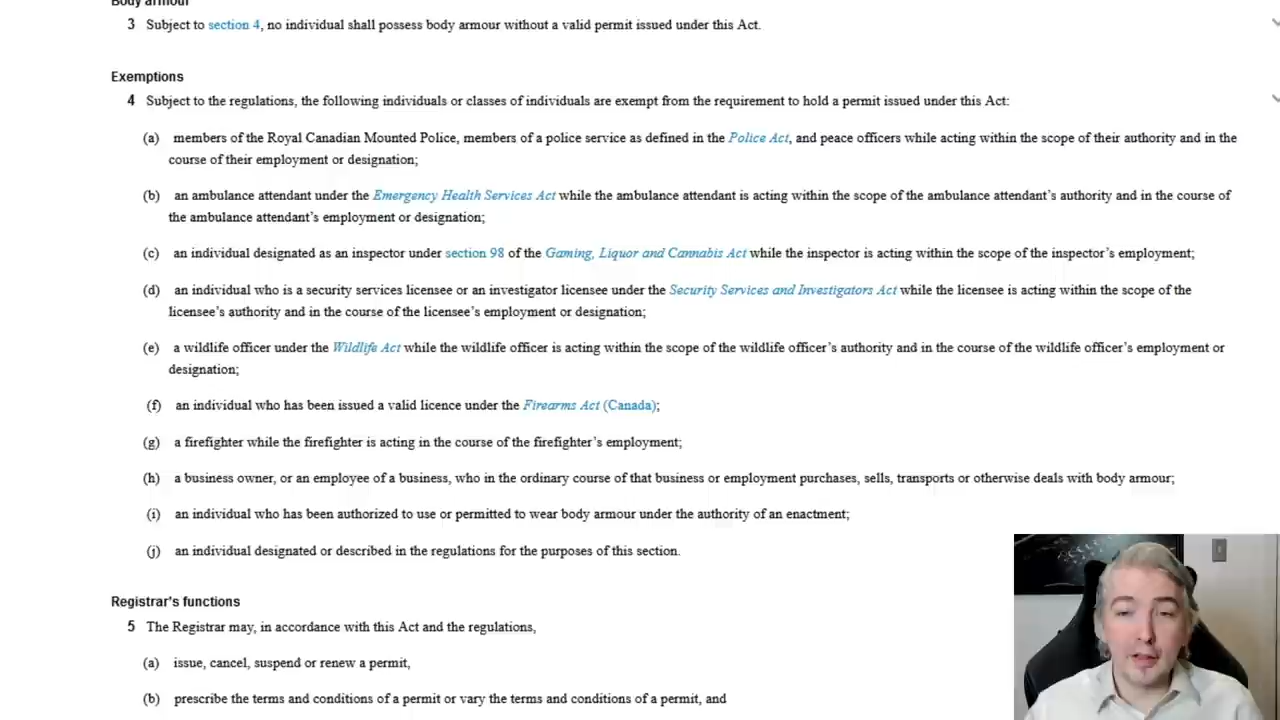 Body armour
3 Subject to section 4, no individual shall possess body armour without a valid permit issued under this Act.
Exemptions
4 Subject to the regulations, the following individuals or classes of individuals are exempt from the requirement to hold a permit issued under this Act:
(a) members of the Royal Canadian Mounted Police, members of a police service as defined in the Police Act, and peace officers while acting within the scope of their authority and in the
course of their employment or designation;
(b) an ambulance attendant under the Emergency Health Services Act while the ambulance attendant is acting within the scope of the ambulance attendant's authority and in the course of
the ambulance attendant's employment or designation;
(c) an individual designated as an inspector under section 98 of the Gaming, Liquor and Cannabis Act while the inspector is acting within the scope of the inspector's employment;
(d) an individual who is a security services licensee or an investigator licensee under the Security Services and Investigators Act while the licensee is acting within the scope of the
licensee's authority and in the course of the licensee's employment or designation;
(e) a wildlife officer under the Wildlife Act while the wildlife officer is acting within the scope of the wildlife officer's authority and in the course of the wildlife officer's employment or
designation;
(f) an individual who has been issued a valid licence under the Firearms Act (Canada);
(g) a firefighter while the firefighter is acting in the course of the firefighter's employment;
(h) a business owner, or an employee of a business, who in the ordinary course of that business or employment purchases, sells, transports or otherwise deals with body armour;
(i) an individual who has been authorized to use or permitted to wear body armour under the authority of an enactment;
(j) an individual designated or described in the regulations for the purposes of this section.
Registrar's functions
5 The Registrar may, in accordance with this Act and the regulations,
(a) issue, cancel, suspend or renew a permit,
(b) prescribe the terms and conditions of a permit or vary the terms and conditions of a permit, and